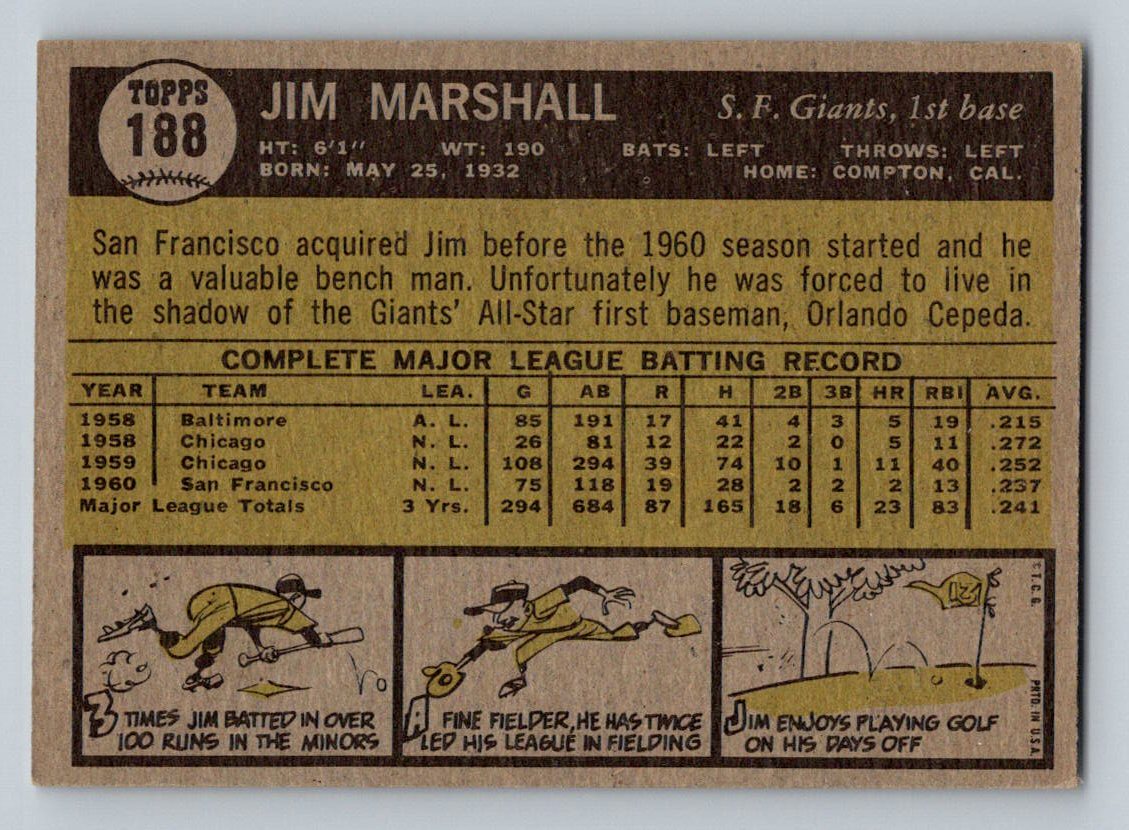 TOPPS
188
JIM MARSHALL
S. F. Giants, 1st base
HT: 6'1" WT: 190 BATS: LEFT THROWS: LEFT
BORN: MAY 25, 1932 HOME: COMPTON, CAL.
San Francisco acquired Jim before the 1960 season started and he
was a valuable bench man. Unfortunately he was forced to live in
the shadow of the Giants' All-Star first baseman, Orlando Cepeda.
COMPLETE MAJOR LEAGUE BATTING RECORD
YEAR TEAM LEA. G AB R H 2B 3B HR RBI AVG.
1958 Baltimore A. L. 85 191 17 41 4 3 5 19 .215
1958 Chicago N. L. 26 81 12 22 2 0 5 11 .272
1959 Chicago N. L. 108 294 39 74 10 1 11 40 .252
1960 San Francisco N. L. 75 118 19 28 2 2 2 13 .237
Major League Totals 3 Yrs. 294 684 87 165 18 6 23 83 .241
3 TIMES JIM BATTED IN OVER
100 RUNS IN THE MINORS
A FINE FIELDER, HE HAS TWICE
LED HIS LEAGUE IN FIELDING
21
JIM ENJOYS PLAYING GOLF
ON HIS DAYS OFF
© T. C. G.
PRTD. IN U.S.A.